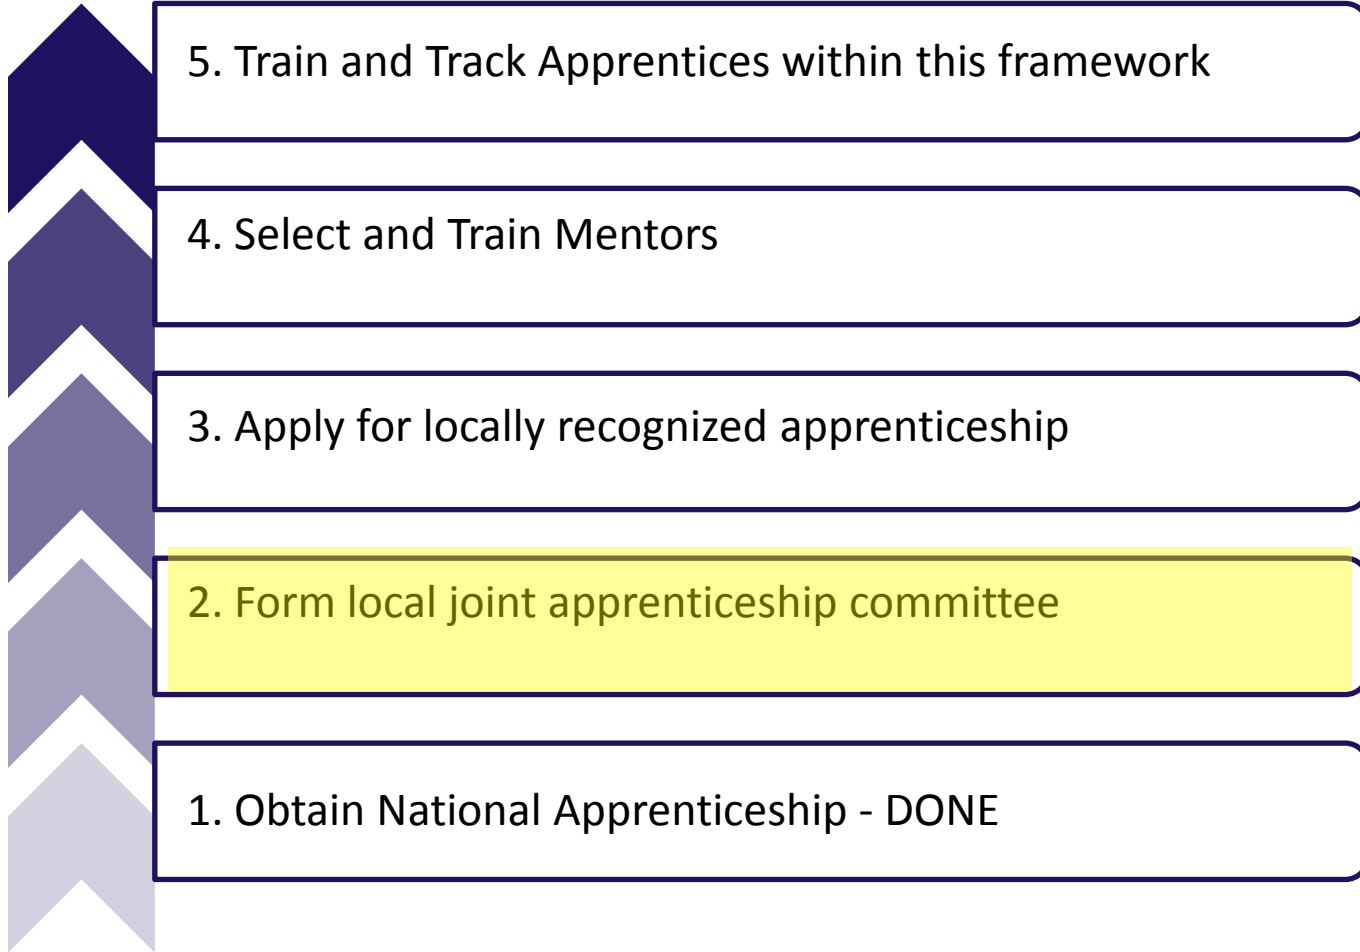 5. Train and Track Apprentices within this framework
4. Select and Train Mentors
3. Apply for locally recognized apprenticeship
2. Form local joint apprenticeship committee
1. Obtain National Apprenticeship - DONE